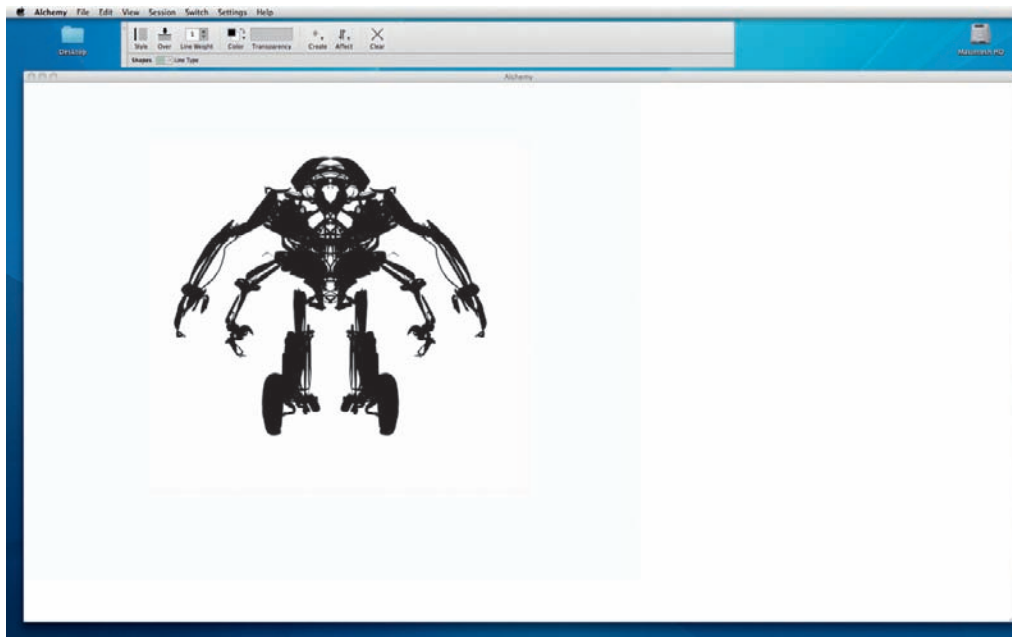 Alchemy File Edit View Session Switch Settings Help
Desktop
Style Over Line Weight Color Transparency Create Affect Clear
1
Shapes Line Type
Macintosh HD
Alchemy